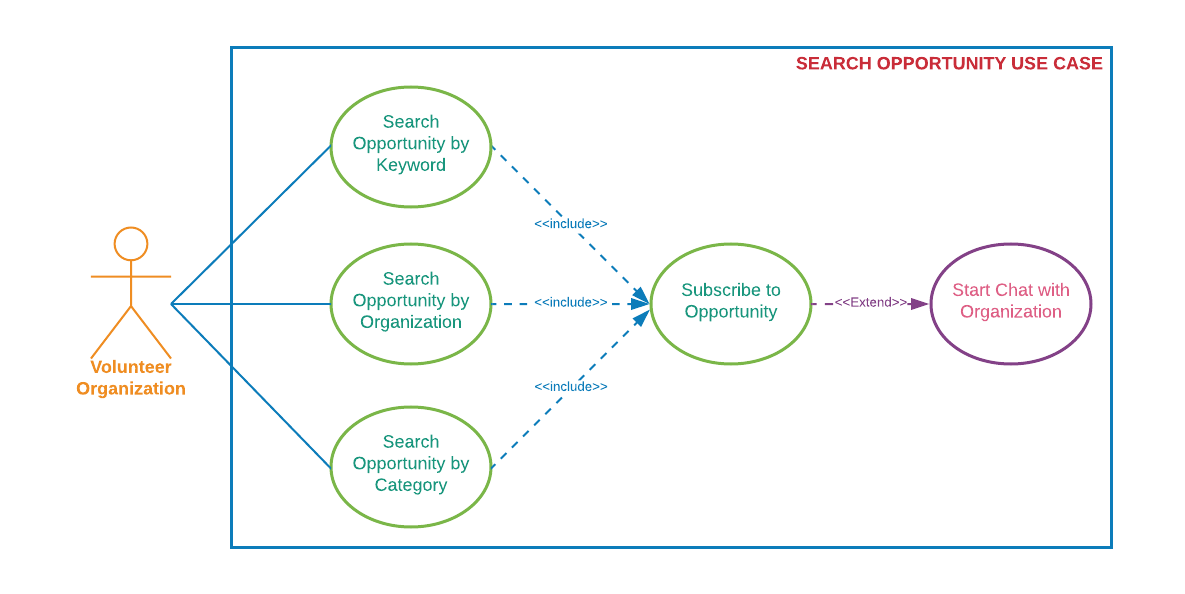 SEARCH OPPORTUNITY USE CASE
Search
Opportunity by
Keyword
<<include>>
Search
Opportunity by
Organization
<<include>>
Subscribe to
Opportunity
<<Extend>>
Start Chat with
Organization
Volunteer
Organization
<<include>>
Search
Opportunity by
Category